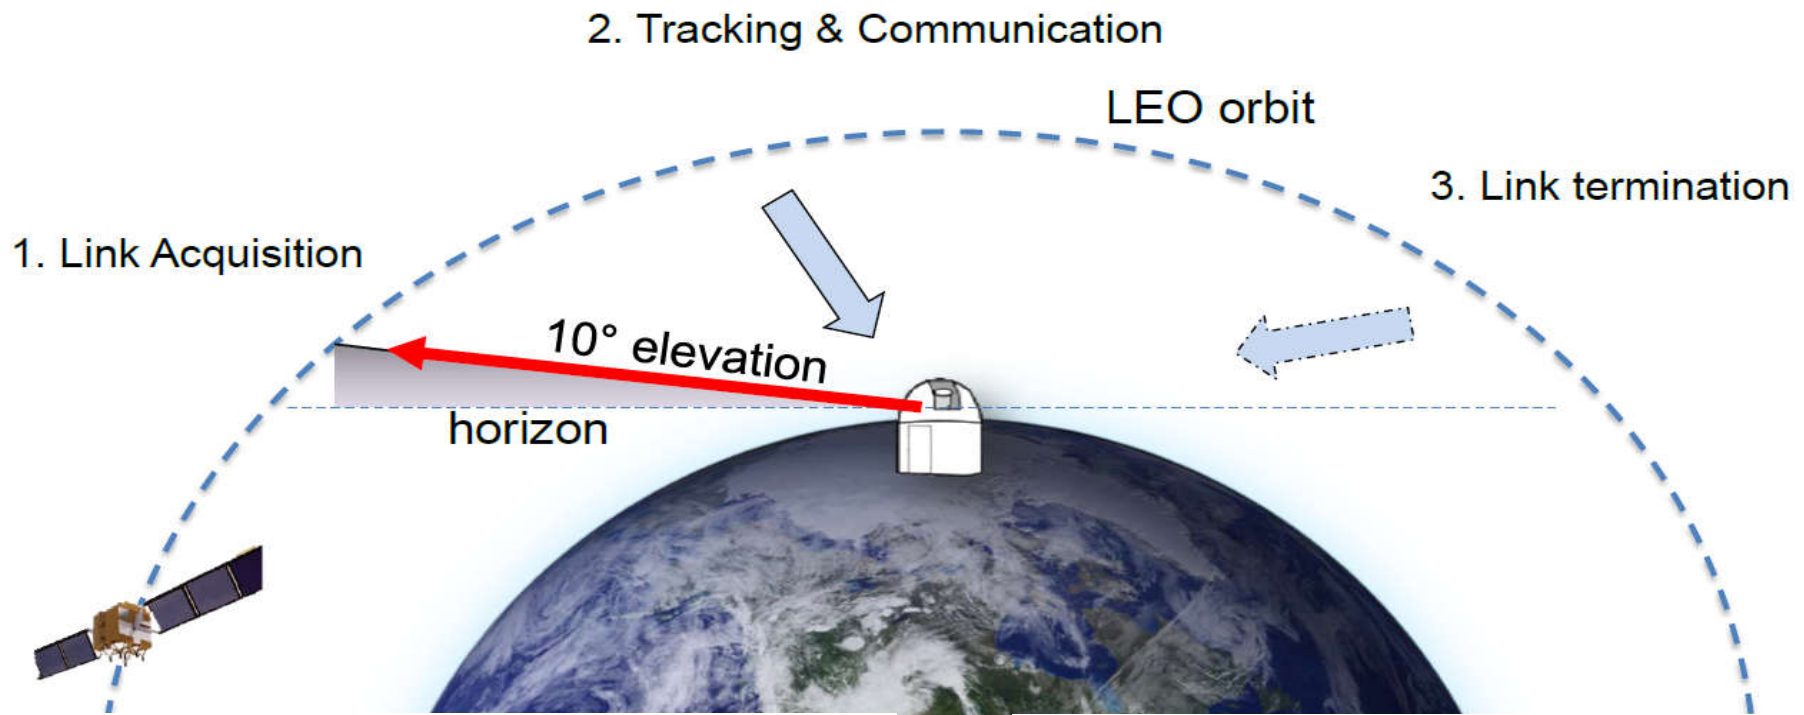 2. Tracking & Communication
LEO orbit
3. Link termination
1. Link Acquisition
10° elevation
horizon